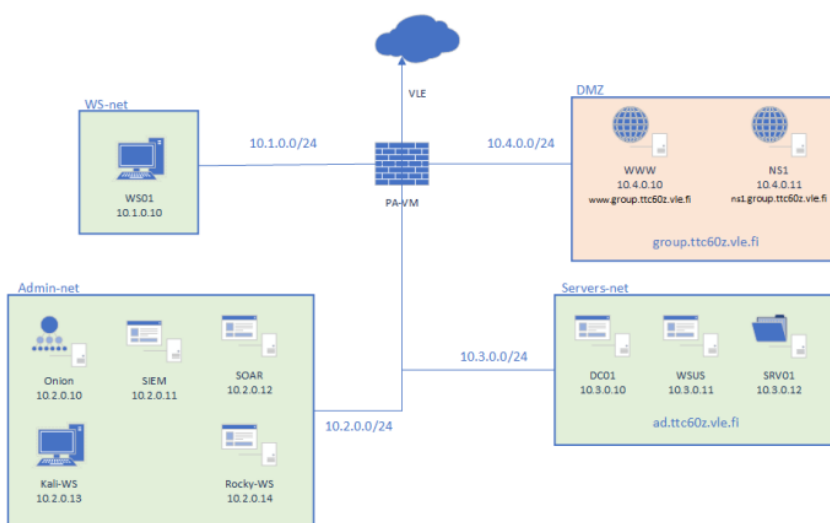 VLE
WS-net
WS01
10.1.0.10
10.1.0.0/24
PA-VM
10.4.0.0/24
DMZ
WWW
10.4.0.10
www.group.ttc60z.vle.fi
NS1
10.4.0.11
ns1.group.ttc60z.vle.fi
group.ttc60z.vle.fi
Admin-net
Onion
10.2.0.10
SIEM
10.2.0.11
SOAR
10.2.0.12
Kali-WS
10.2.0.13
Rocky-WS
10.2.0.14
10.2.0.0/24
10.3.0.0/24
Servers-net
DC01
10.3.0.10
WSUS
10.3.0.11
SRV01
10.3.0.12
ad.ttc60z.vle.fi